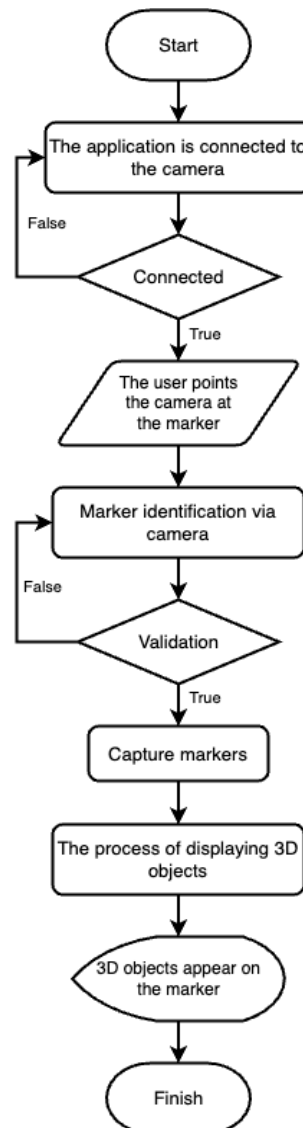 Start
The application is connected to
the camera
False
Connected
True
The user points
the camera at
the marker
Marker identification via
camera
False
Validation
True
Capture markers
The process of displaying 3D
objects
3D objects appear on
the marker
Finish